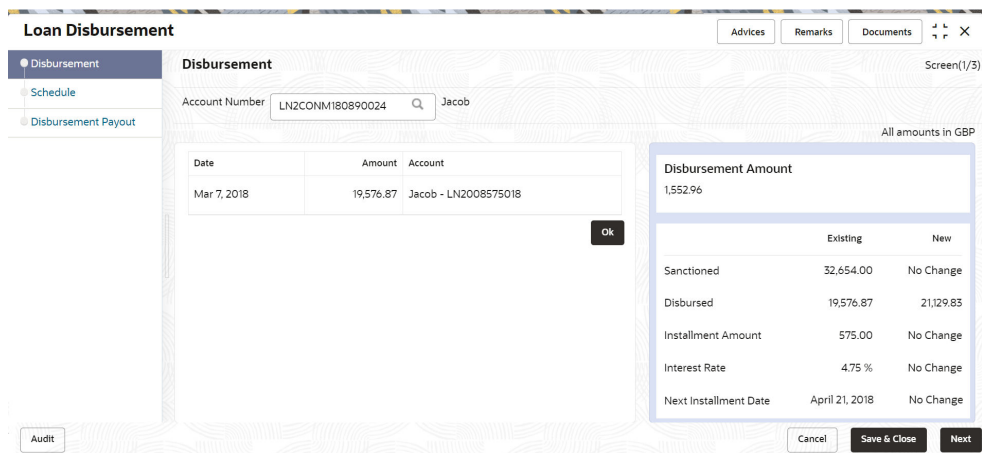 Loan Disbursement
Advices
Remarks
Documents
Disbursement
Schedule
Disbursement Payout
Disbursement
Screen(1/3)
Account Number
LN2CONM180890024
Jacob
All amounts in GBP
Date Amount Account
Mar 7, 2018 19,576.87 Jacob - LN2008575018
Ok
Disbursement Amount
1,552.96
Existing New
Sanctioned 32,654.00 No Change
Disbursed 19,576.87 21,129.83
Installment Amount 575.00 No Change
Interest Rate 4.75 % No Change
Next Installment Date April 21, 2018 No Change
Audit
Cancel
Save & Close
Next